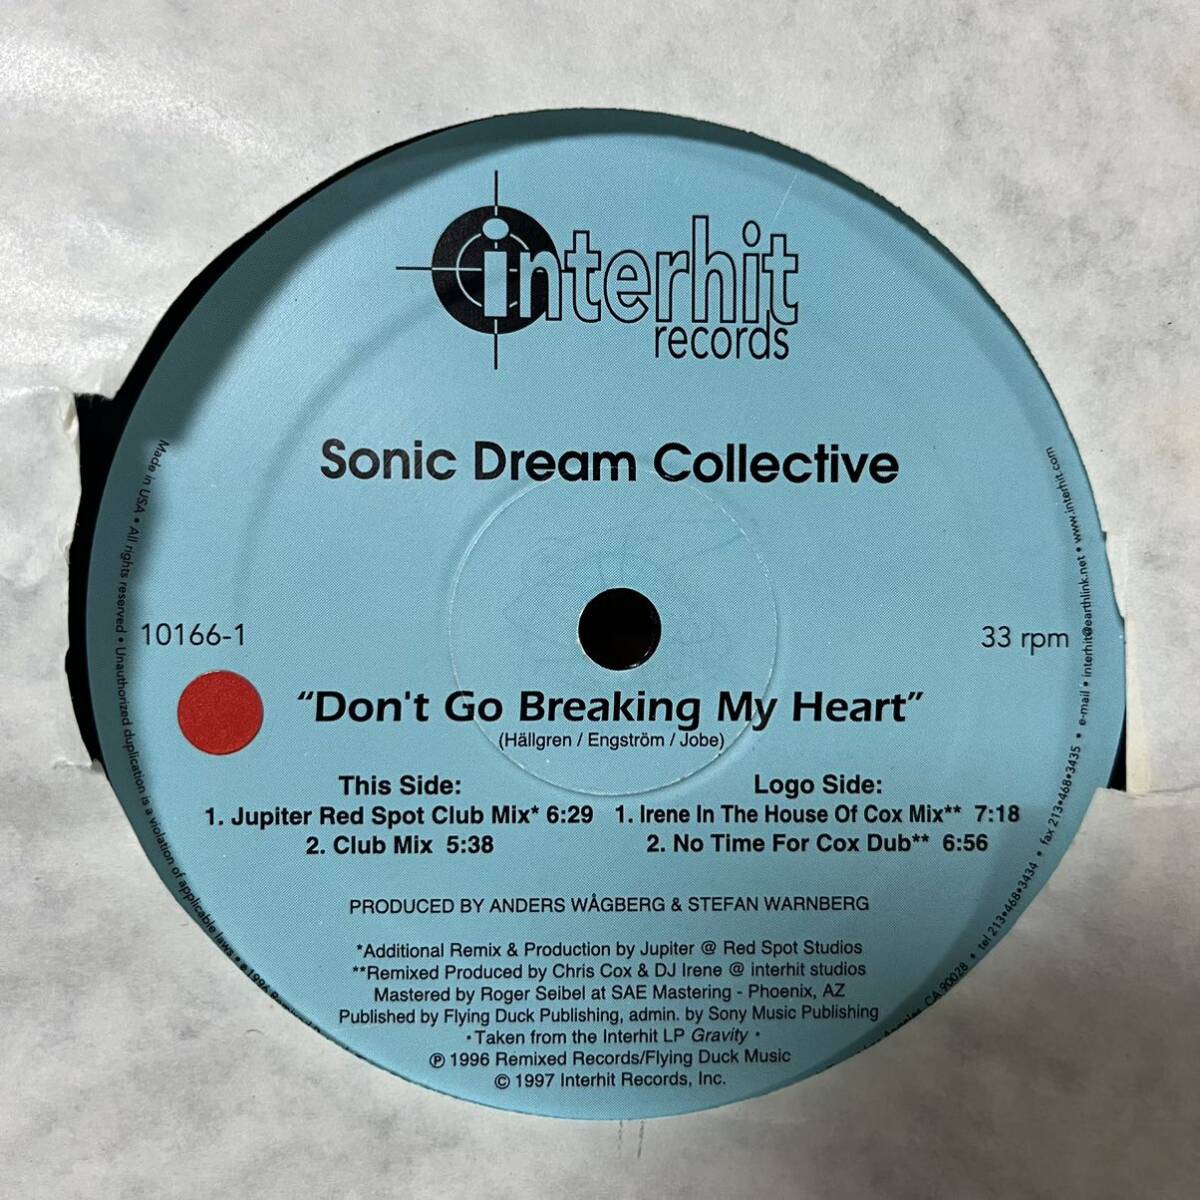 interhit
records
Sonic Dream Collective
10166-1
33 rpm
“Don't Go Breaking My Heart”
(Hällgren / Engström / Jobe)
This Side:
1. Jupiter Red Spot Club Mix* 6:29
2. Club Mix 5:38
Logo Side:
1. Irene In The House Of Cox Mix** 7:18
2. No Time For Cox Dub** 6:56
PRODUCED BY ANDERS WÅGBERG & STEFAN WARNBERG
*Additional Remix & Production by Jupiter @ Red Spot Studios
**Remixed Produced by Chris Cox & DJ Irene @ interhit studios
Mastered by Roger Seibel at SAE Mastering - Phoenix, AZ
Published by Flying Duck Publishing, admin. by Sony Music Publishing
• Taken from the Interhit LP Gravity •
℗ 1996 Remixed Records/Flying Duck Music
© 1997 Interhit Records, Inc.
Made in USA • All rights reserved • Unauthorized duplication is a violation of applicable laws • ℗1996
CA 90028 • tel 213•468•3434 • fax 213•468•3435 • e-mail • interhit@earthlink.net • www.interhit.com